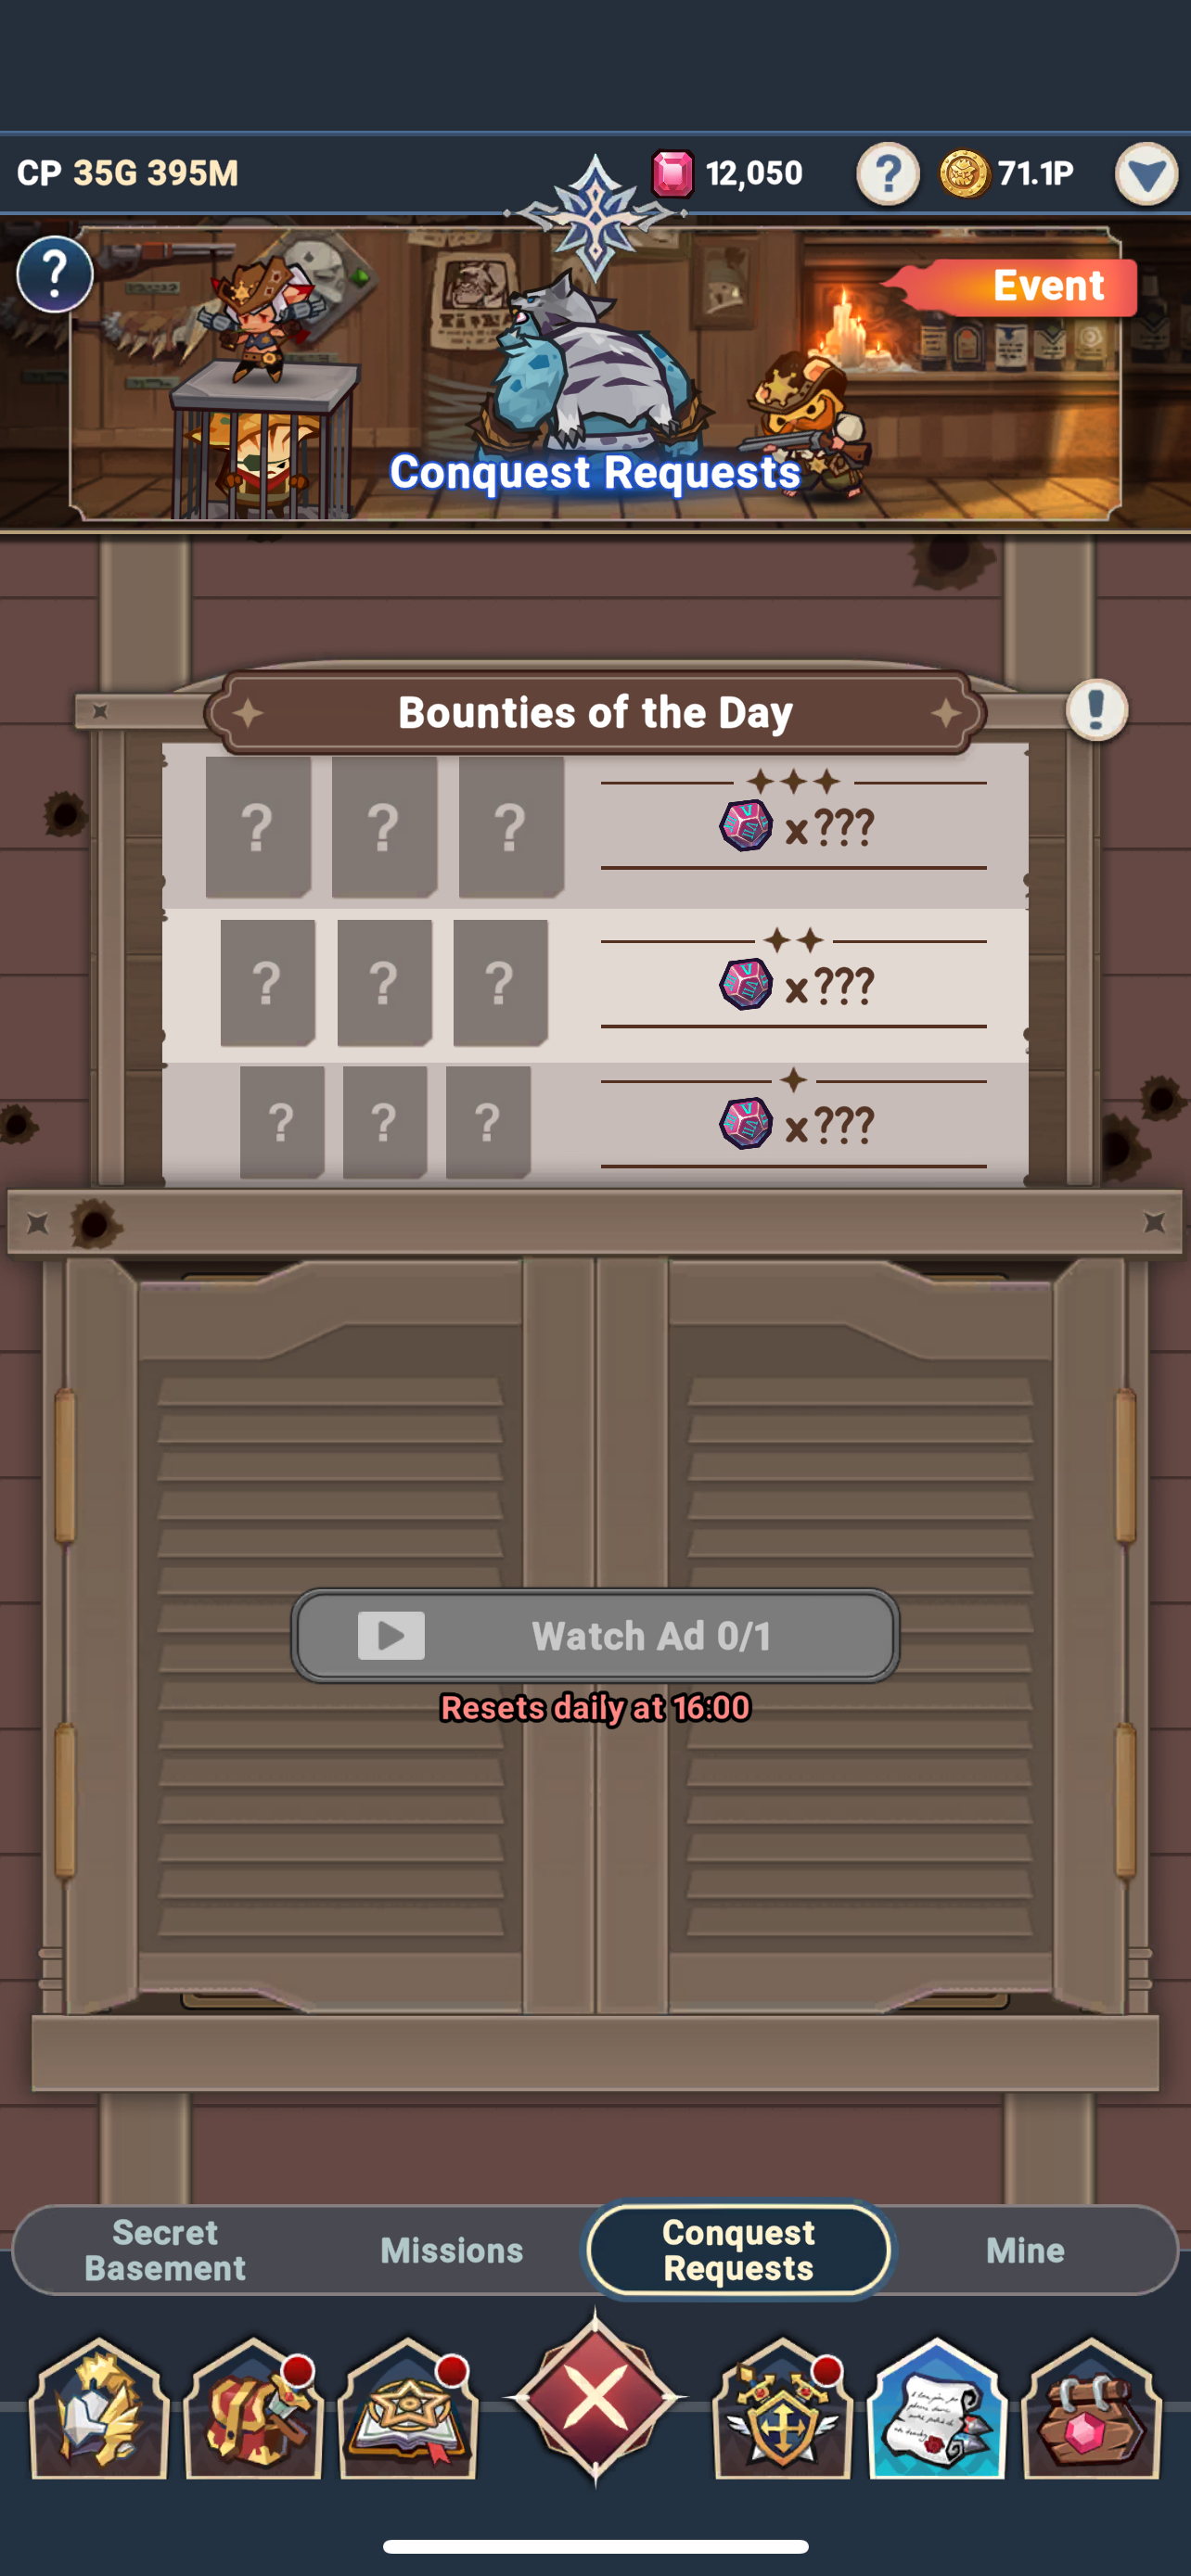 CP 35G 395M
12,050
?
71.1P
?
Event
Conquest Requests
Bounties of the Day
!
? ? ?
x???
? ? ?
x???
? ? ?
x???
Watch Ad 0/1
Resets daily at 16:00
Secret
Basement
Missions
Conquest
Requests
Mine